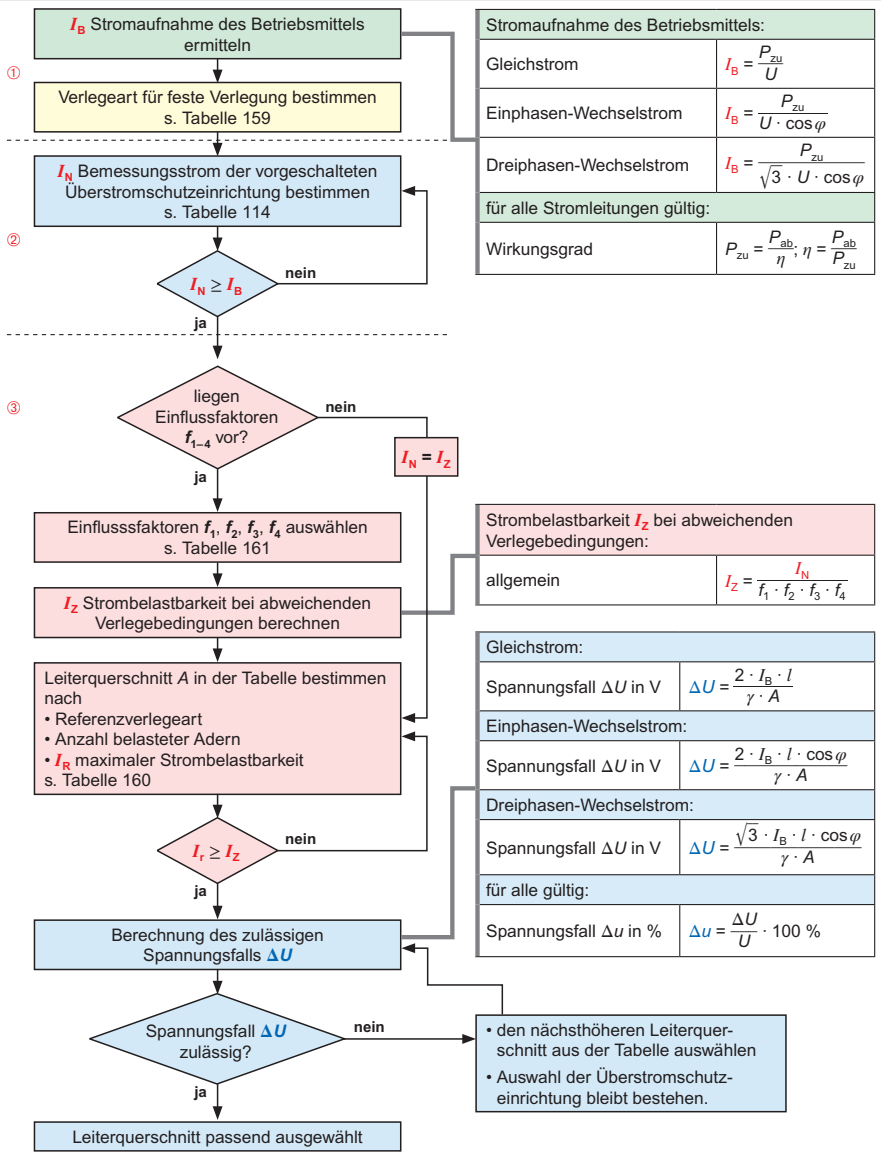 I_B Stromaufnahme des Betriebsmittels
ermitteln
①
Verlegeart für feste Verlegung bestimmen
s. Tabelle 159
I_N Bemessungsstrom der vorgeschalteten
Überstromschutzeinrichtung bestimmen
s. Tabelle 114
②
nein
I_N ≥ I_B
ja
③
liegen
Einflussfaktoren
f_1–4 vor?
nein
I_N = I_Z
ja
Einflusssfaktoren f_1, f_2, f_3, f_4 auswählen
s. Tabelle 161
I_Z Strombelastbarkeit bei abweichenden
Verlegebedingungen berechnen
Leiterquerschnitt A in der Tabelle bestimmen
nach
• Referenzverlegeart
• Anzahl belasteter Adern
• I_R maximaler Strombelastbarkeit
s. Tabelle 160
nein
I_r ≥ I_Z
ja
Berechnung des zulässigen
Spannungsfalls ΔU
Spannungsfall ΔU
zulässig?
nein
• den nächsthöheren Leiterquer-
schnitt aus der Tabelle auswählen
• Auswahl der Überstromschutz-
einrichtung bleibt bestehen.
ja
Leiterquerschnitt passend ausgewählt
Stromaufnahme des Betriebsmittels:
Gleichstrom I_B = P_zu / U
Einphasen-Wechselstrom I_B = P_zu / (U · cos φ)
Dreiphasen-Wechselstrom I_B = P_zu / (√3 · U · cos φ)
für alle Stromleitungen gültig:
Wirkungsgrad P_zu = P_ab / η; η = P_ab / P_zu
Strombelastbarkeit I_Z bei abweichenden
Verlegebedingungen:
allgemein I_Z = I_N / (f_1 · f_2 · f_3 · f_4)
Gleichstrom:
Spannungsfall ΔU in V ΔU = (2 · I_B · l) / (γ · A)
Einphasen-Wechselstrom:
Spannungsfall ΔU in V ΔU = (2 · I_B · l · cos φ) / (γ · A)
Dreiphasen-Wechselstrom:
Spannungsfall ΔU in V ΔU = (√3 · I_B · l · cos φ) / (γ · A)
für alle gültig:
Spannungsfall Δu in % Δu = ΔU / U · 100 %